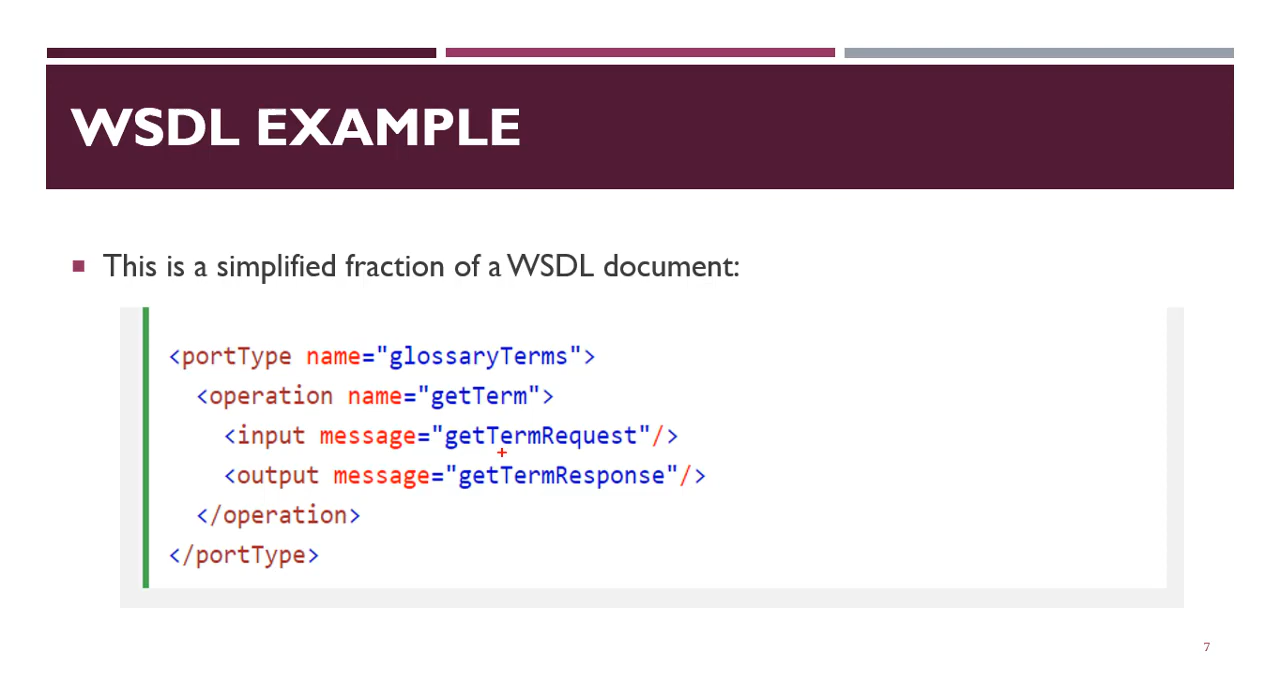 WSDL EXAMPLE
This is a simplified fraction of a WSDL document:
<portType name="glossaryTerms">
<operation name="getTerm">
<input message="getTermRequest"/>
<output message="getTermResponse"/>
</operation>
</portType>
7